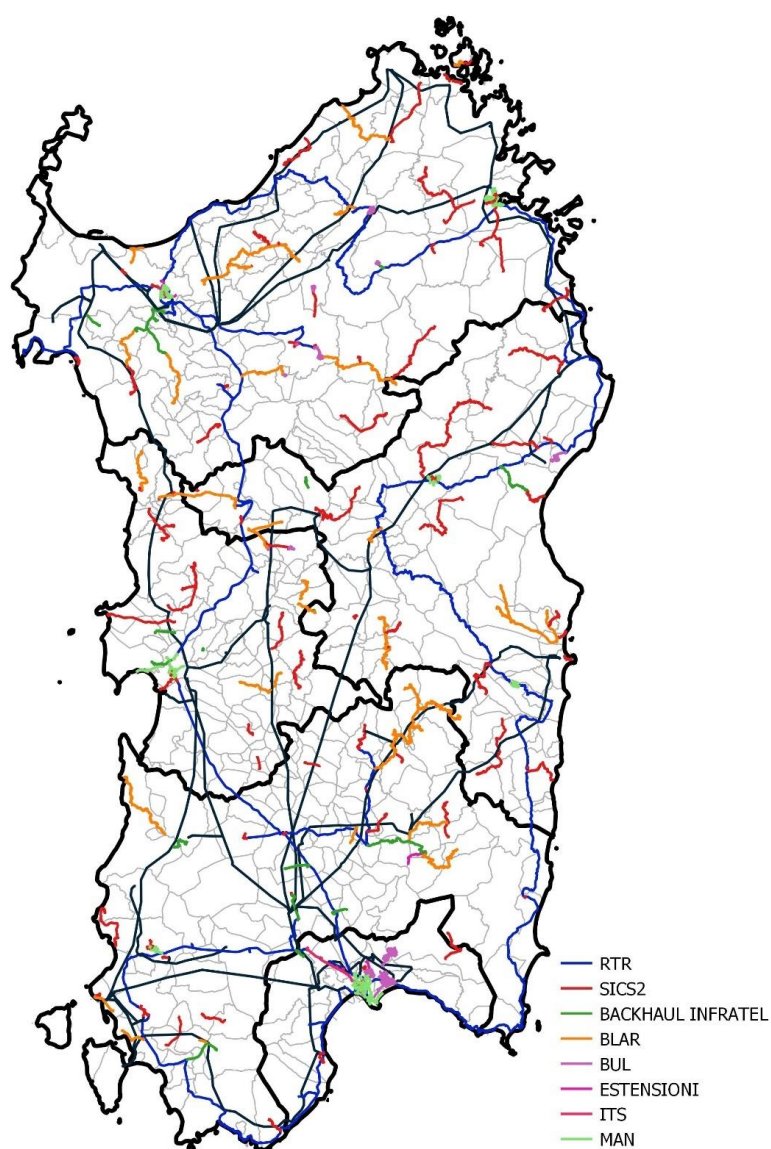 RTR
SICS2
BACKHAUL INFRATEL
BLAR
BUL
ESTENSIONI
ITS
MAN